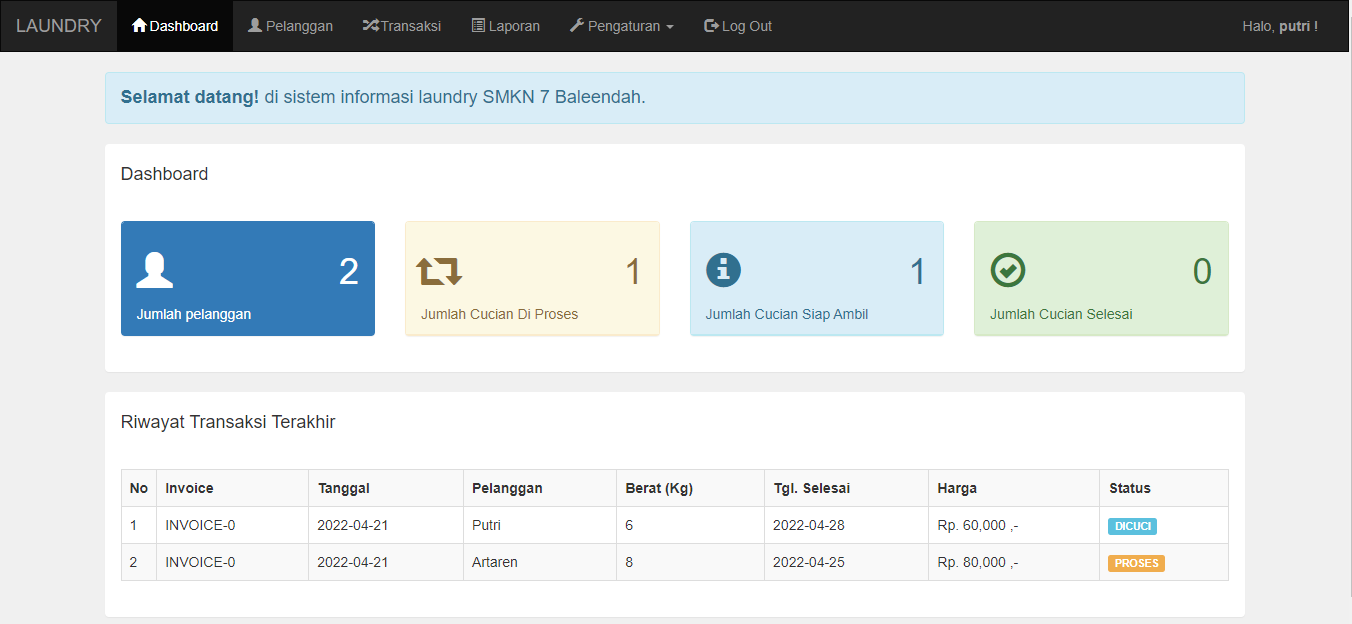 LAUNDRY Dashboard Pelanggan Transaksi Laporan Pengaturan Log Out Halo, putri !
Selamat datang! di sistem informasi laundry SMKN 7 Baleendah.
Dashboard
2 1 1 0
Jumlah pelanggan Jumlah Cucian Di Proses Jumlah Cucian Siap Ambil Jumlah Cucian Selesai
Riwayat Transaksi Terakhir
No Invoice Tanggal Pelanggan Berat (Kg) Tgl. Selesai Harga Status
1 INVOICE-0 2022-04-21 Putri 6 2022-04-28 Rp. 60,000 ,- DICUCI
2 INVOICE-0 2022-04-21 Artaren 8 2022-04-25 Rp. 80,000 ,- PROSES